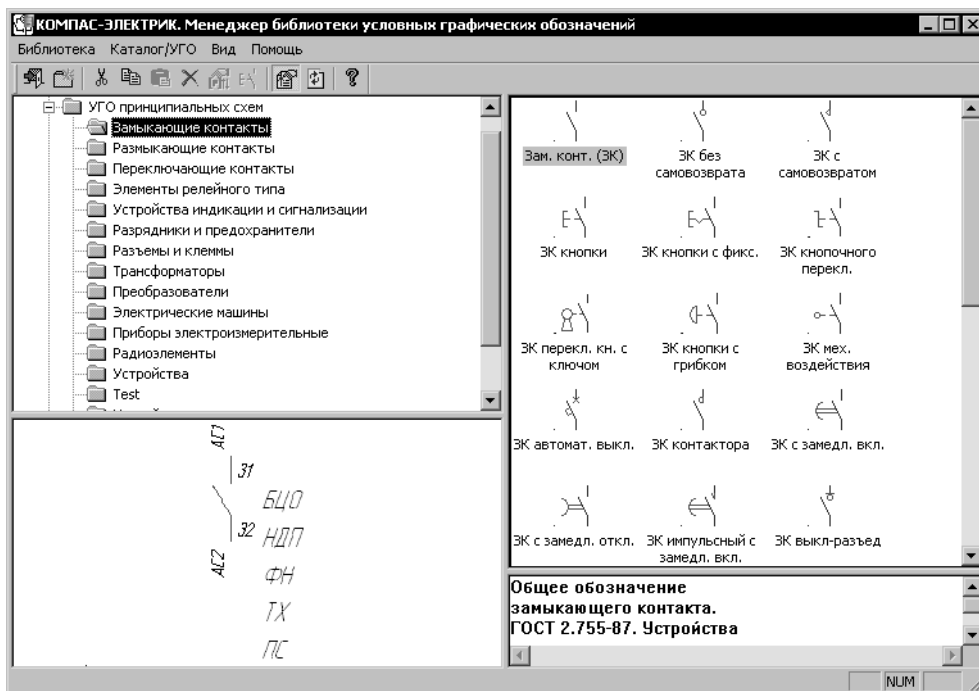 КОМПАС-ЭЛЕКТРИК. Менеджер библиотеки условных графических обозначений
Библиотека Каталог/УГО Вид Помощь
УГО принципиальных схем
Замыкающие контакты
Размыкающие контакты
Переключающие контакты
Элементы релейного типа
Устройства индикации и сигнализации
Разрядники и предохранители
Разъемы и клеммы
Трансформаторы
Преобразователи
Электрические машины
Приборы электроизмерительные
Радиоэлементы
Устройства
Test
Зам. конт. (ЗК)
ЗК без
самовозврата
ЗК с
самовозвратом
ЗК кнопки
ЗК кнопки с фикс.
ЗК кнопочного
перекл.
ЗК перекл. кн. с
ключом
ЗК кнопки с
грибком
ЗК мех.
воздействия
ЗК автомат. выкл.
ЗК контактора
ЗК с замедл. вкл.
ЗК с замедл. откл.
ЗК импульсный с
замедл. вкл.
ЗК выкл-разъед
АС1
31
БЦО
32
НДП
АС2
ФН
ТХ
ПС
Общее обозначение
замыкающего контакта.
ГОСТ 2.755-87. Устройства
NUM